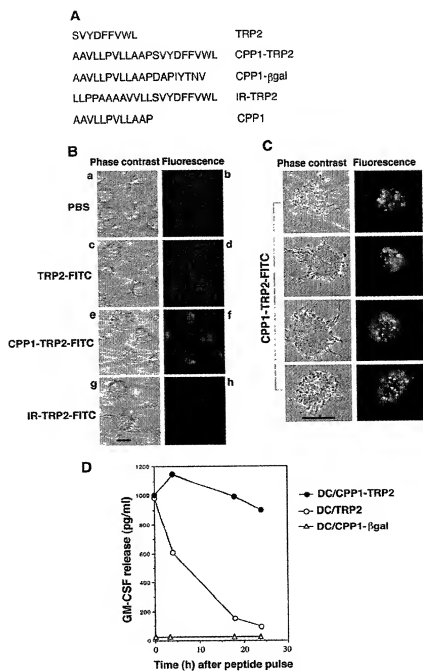 A
SVYDFFVWL TRP2
AAVLLPVLLAAPSVYDFFVWL CPP1-TRP2
AAVLLPVLLAAPDAPIYTNV CPP1-βgal
LLPPAAAAVVLLSVYDFFVWL IR-TRP2
AAVLLPVLLAAP CPP1
B
Phase contrast Fluorescence
a b
PBS
c d
TRP2-FITC
e f
CPP1-TRP2-FITC
g h
IR-TRP2-FITC
C
Phase contrast Fluorescence
CPP1-TRP2-FITC
D
GM-CSF release (pg/ml)
1200
1000
800
600
400
200
0
0 10 20 30
Time (h) after peptide pulse
DC/CPP1-TRP2
DC/TRP2
DC/CPP1-βgal